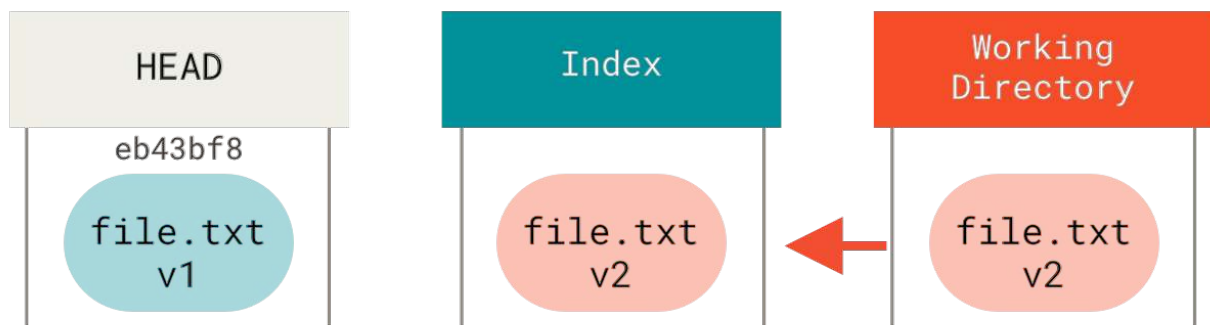 HEAD
Index
Working
Directory
eb43bf8
file.txt
v1
file.txt
v2
file.txt
v2